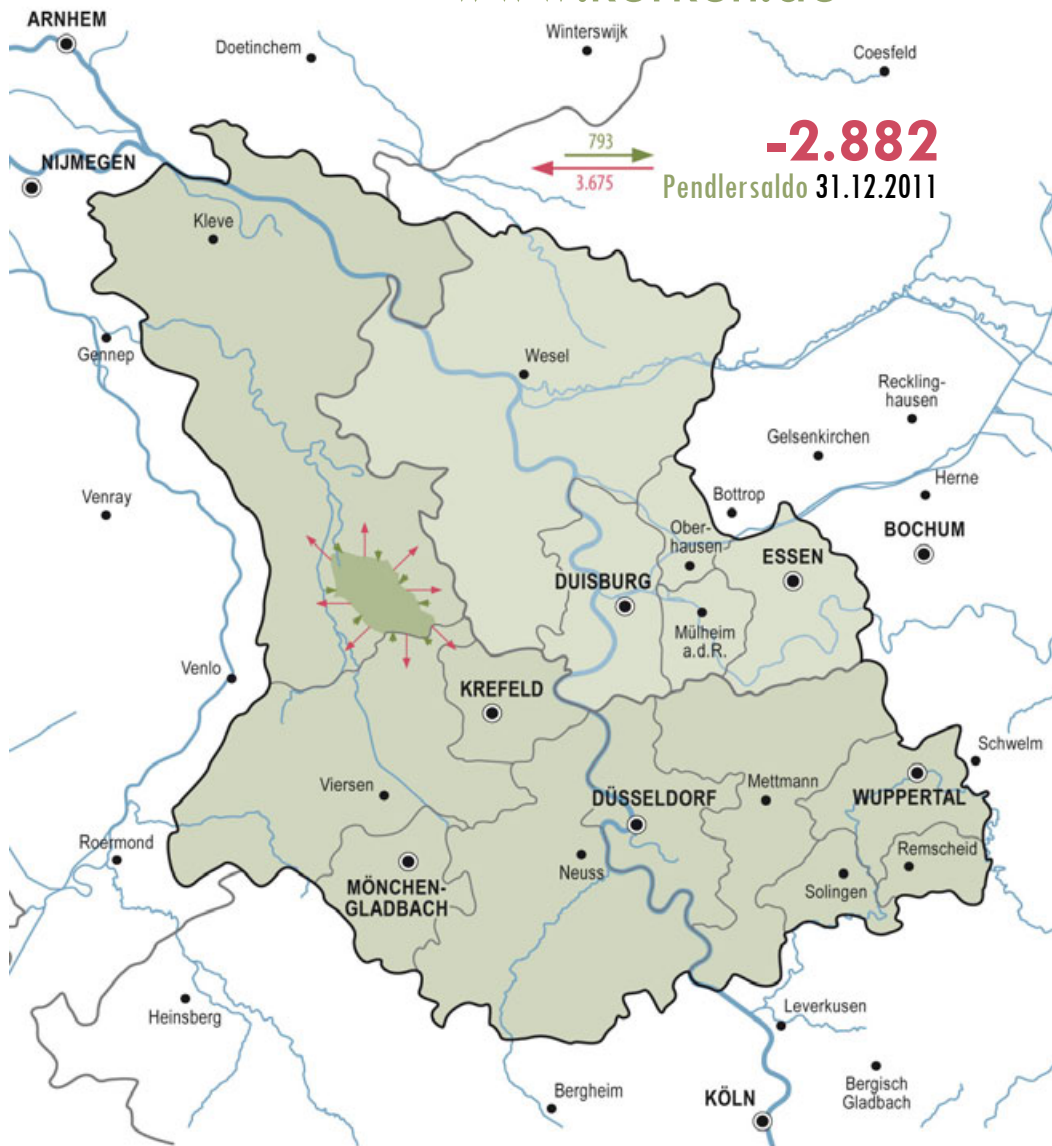 ARNHEM
Doetinchem
Winterswijk
Coesfeld
793
3.675
-2.882
Pendlersaldo 31.12.2011
NIJMEGEN
Kleve
Gennep
Wesel
Reckling-
hausen
Gelsenkirchen
Herne
Venray
Bottrop
Ober-
hausen
BOCHUM
ESSEN
DUISBURG
Mülheim
a.d.R.
Venlo
KREFELD
Schwelm
Viersen
Mettmann
DÜSSELDORF
WUPPERTAL
Roermond
Neuss
Remscheid
Solingen
MÖNCHEN-
GLADBACH
Heinsberg
Leverkusen
Bergheim
KÖLN
Bergisch
Gladbach